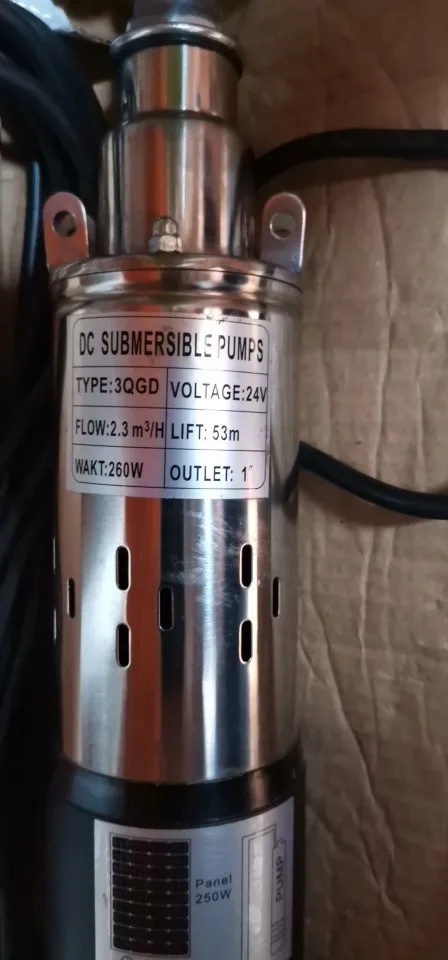 DC SUBMERSIBLE PUMPS
TYPE:3QGD VOLTAGE:24V
FLOW:2.3 m³/H LIFT: 53m
WAKT:260W OUTLET: 1"
Panel
250W
PUMP